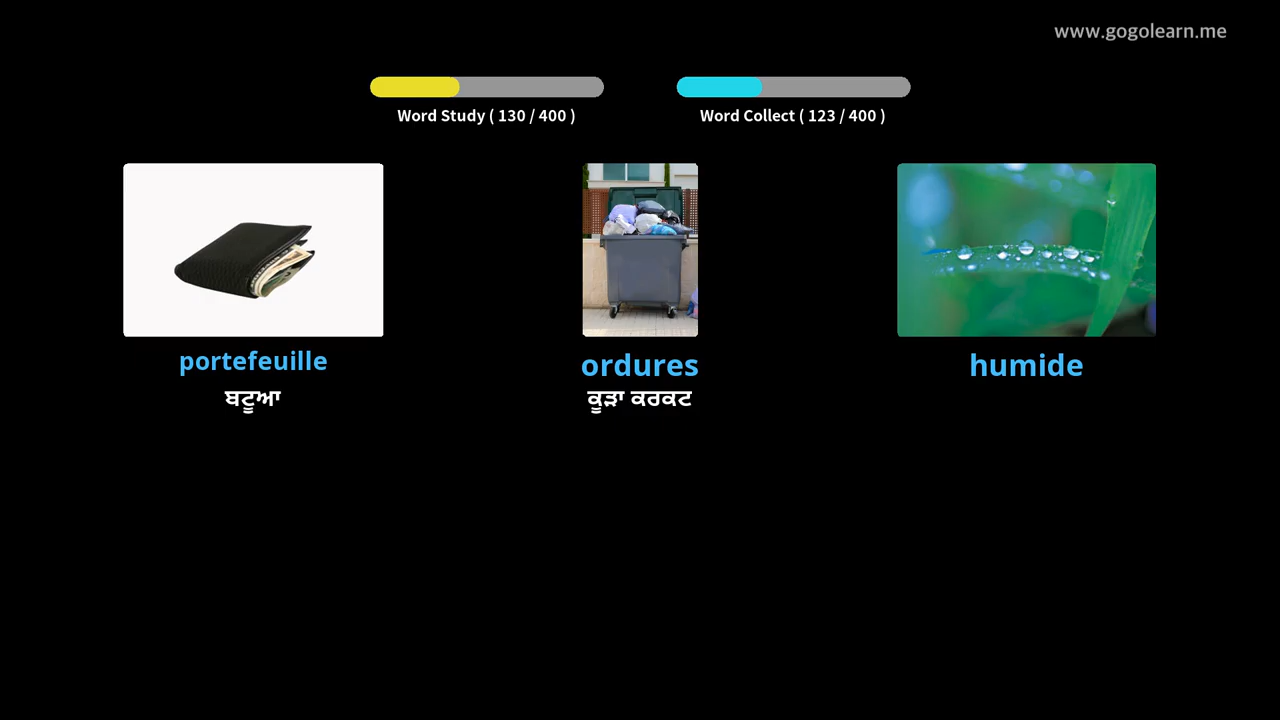 www.gogolearn.me
Word Study ( 130 / 400 )
Word Collect ( 123 / 400 )
portefeuille
ordures
humide
ਬਟੂਆ
ਕੂੜਾ ਕਰਕਟ